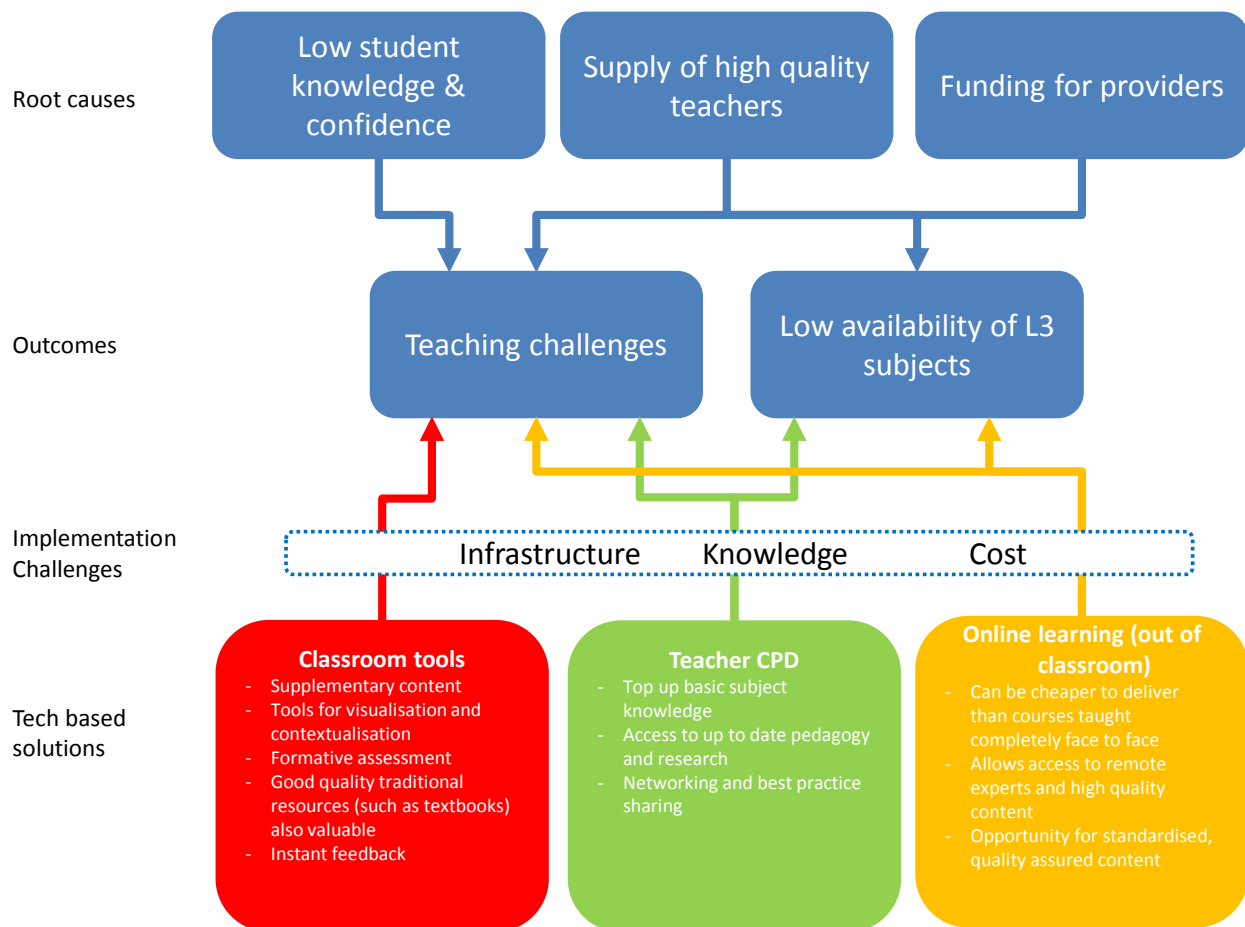 Root causes
Low student
knowledge &
confidence
Supply of high quality
teachers
Funding for providers
Outcomes
Teaching challenges
Low availability of L3
subjects
Implementation
Challenges
Infrastructure Knowledge Cost
Tech based
solutions
Classroom tools
- Supplementary content
- Tools for visualisation and
contextualisation
- Formative assessment
- Good quality traditional
resources (such as textbooks)
also valuable
- Instant feedback
Teacher CPD
- Top up basic subject
knowledge
- Access to up to date pedagogy
and research
- Networking and best practice
sharing
Online learning (out of
classroom)
- Can be cheaper to deliver
than courses taught
completely face to face
- Allows access to remote
experts and high quality
content
- Opportunity for standardised,
quality assured content